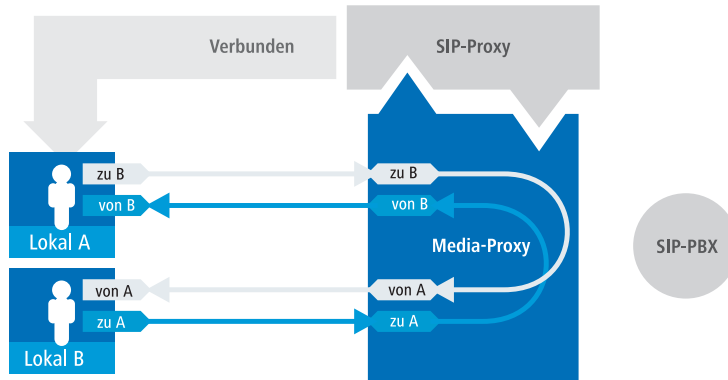 Verbunden
SIP-Proxy
zu B
zu B
von B
von B
Lokal A
Media-Proxy
SIP-PBX
von A
von A
zu A
zu A
Lokal B